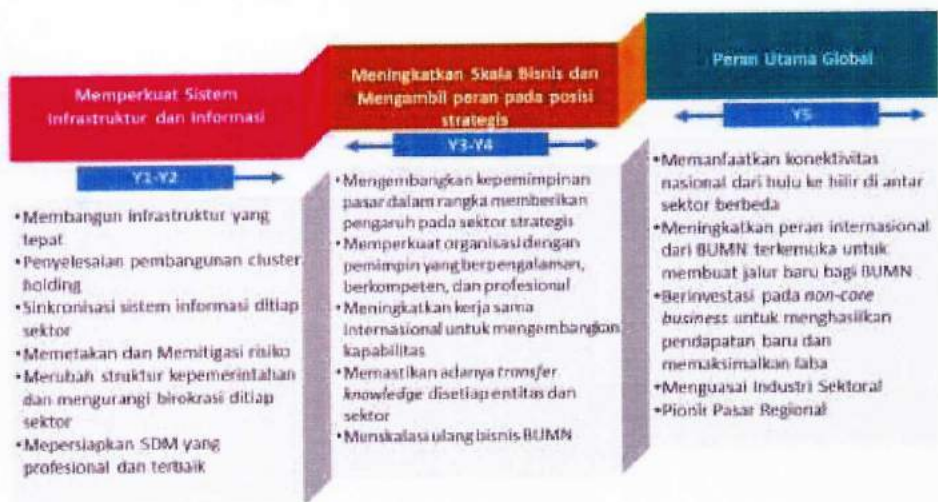 Memperkuat Sistem
Infrastruktur dan Informasi
Y1-Y2
•Membangun infrastruktur yang
tepat
•Penyelesaian pembangunan cluster
holding
•Sinkronisasi sistem informasi ditiap
sektor
•Memetakan dan Memitigasi risiko
•Merubah struktur kepemerintahan
dan mengurangi birokrasi ditiap
sektor
•Mepersiapkan SDM yang
profesional dan terbaik
Meningkatkan Skala Bisnis dan
Mengambil peran pada posisi
strategis
Y3-Y4
•Mengembangkan kepemimpinan
pasar dalam rangka memberikan
pengaruh pada sektor strategis
•Memperkuat organisasi dengan
pemimpin yang berpengalaman,
berkompeten, dan profesional
•Meningkatkan kerja sama
internasional untuk mengembangkan
kapabilitas
•Memastikan adanya transfer
knowledge disetiap entitas dan
sektor
•Menskalasi ulang bisnis BUMN
Peran Utama Global
Y5
•Memanfaatkan konektivitas
nasional dari hulu ke hilir di antar
sektor berbeda
•Meningkatkan peran internasional
dari BUMN terkemuka untuk
membuat jalur baru bagi BUMN
•Berinvestasi pada non-core
business untuk menghasilkan
pendapatan baru dan
memaksimalkan laba
•Menguasai Industri Sektoral
•Pionir Pasar Regional